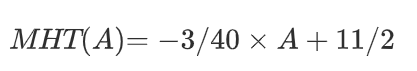 MHT(A)= −3/40 × A + 11/2